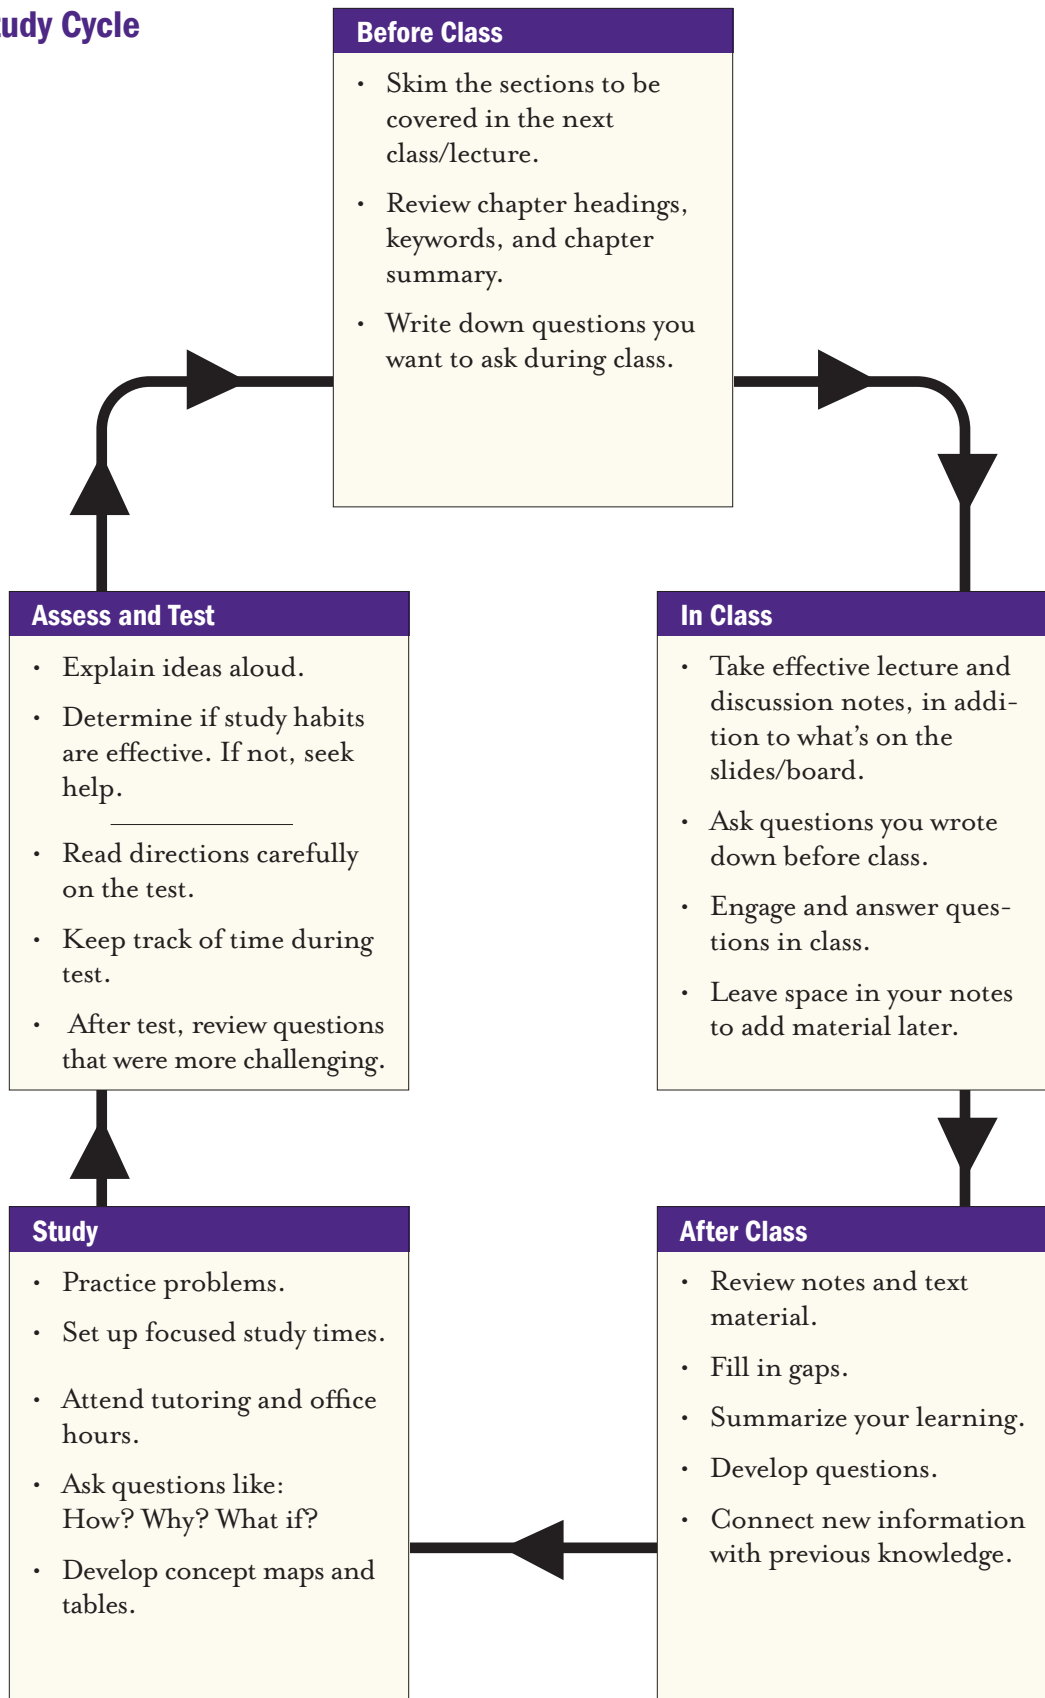 tudy Cycle
Before Class
• Skim the sections to be
covered in the next
class/lecture.
• Review chapter headings,
keywords, and chapter
summary.
• Write down questions you
want to ask during class.
In Class
• Take effective lecture and
discussion notes, in addi-
tion to what's on the
slides/board.
• Ask questions you wrote
down before class.
• Engage and answer ques-
tions in class.
• Leave space in your notes
to add material later.
After Class
• Review notes and text
material.
• Fill in gaps.
• Summarize your learning.
• Develop questions.
• Connect new information
with previous knowledge.
Study
• Practice problems.
• Set up focused study times.
• Attend tutoring and office
hours.
• Ask questions like:
How? Why? What if?
• Develop concept maps and
tables.
Assess and Test
• Explain ideas aloud.
• Determine if study habits
are effective. If not, seek
help.
• Read directions carefully
on the test.
• Keep track of time during
test.
• After test, review questions
that were more challenging.